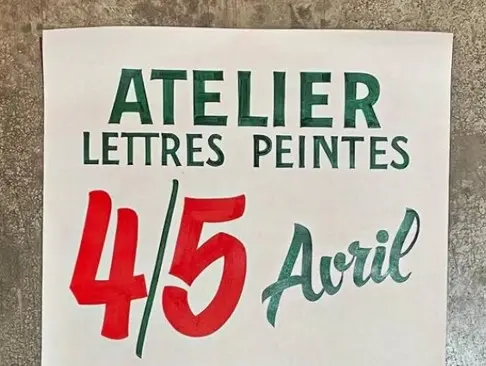 ATELIER
LETTRES PEINTES
4/5 Avril